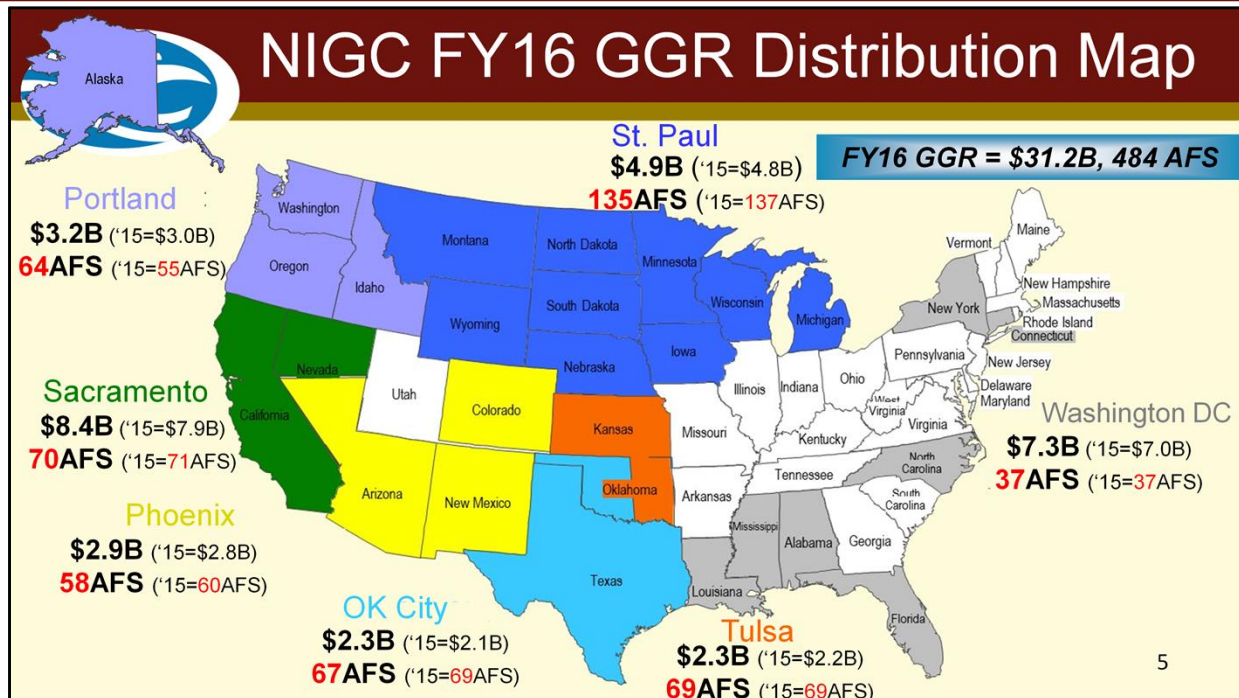 NIGC FY16 GGR Distribution Map
Alaska
FY16 GGR = $31.2B, 484 AFS
St. Paul
$4.9B (‘15=$4.8B)
135AFS (‘15=137AFS)
Portland :
$3.2B (‘15=$3.0B)
64AFS (‘15=55AFS)
Sacramento
$8.4B (‘15=$7.9B)
70AFS (‘15=71AFS)
Phoenix
$2.9B (‘15=$2.8B)
58AFS (‘15=60AFS)
OK City
$2.3B (‘15=$2.1B)
67AFS (‘15=69AFS)
Tulsa
$2.3B (‘15=$2.2B)
69AFS (‘15=69AFS)
Washington DC
$7.3B (‘15=$7.0B)
37AFS (‘15=37AFS)
Washington
Oregon
Idaho
Montana
North Dakota
Minnesota
South Dakota
Wisconsin
Michigan
Wyoming
Nebraska
Iowa
Nevada
California
Utah
Colorado
Arizona
New Mexico
Kansas
Oklahoma
Texas
Missouri
Arkansas
Illinois
Indiana
Ohio
Kentucky
Tennessee
West
Virginia
Virginia
North
Carolina
South
Carolina
Georgia
Mississippi
Alabama
Louisiana
Florida
Pennsylvania
New York
Vermont
Maine
New Hampshire
Massachusetts
Rhode Island
Connecticut
New Jersey
Delaware
Maryland
5